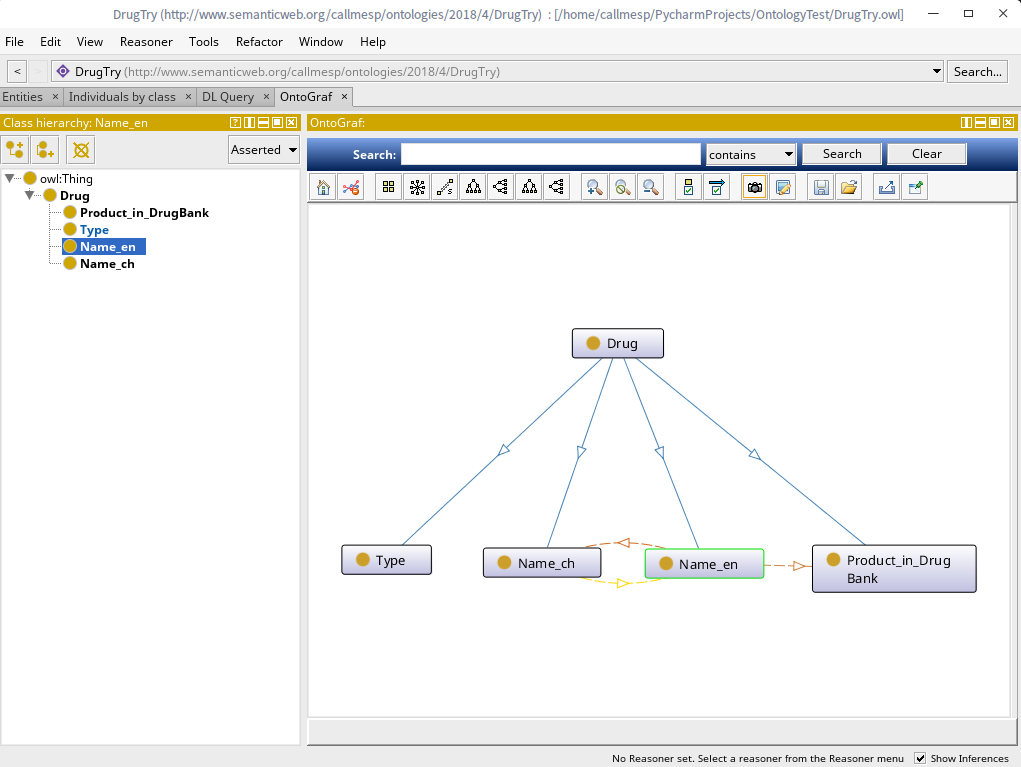 DrugTry (http://www.semanticweb.org/callmesp/ontologies/2018/4/DrugTry) : [/home/callmesp/PycharmProjects/OntologyTest/DrugTry.owl]
File Edit View Reasoner Tools Refactor Window Help
< > DrugTry (http://www.semanticweb.org/callmesp/ontologies/2018/4/DrugTry) Search...
Entities × Individuals by class × DL Query × OntoGraf ×
Class hierarchy: Name_en
OntoGraf:
Asserted
Search: contains Search Clear
owl:Thing
Drug
Product_in_DrugBank
Type
Name_en
Name_ch
Drug
Type
Name_ch
Name_en
Product_in_Drug
Bank
No Reasoner set. Select a reasoner from the Reasoner menu Show Inferences